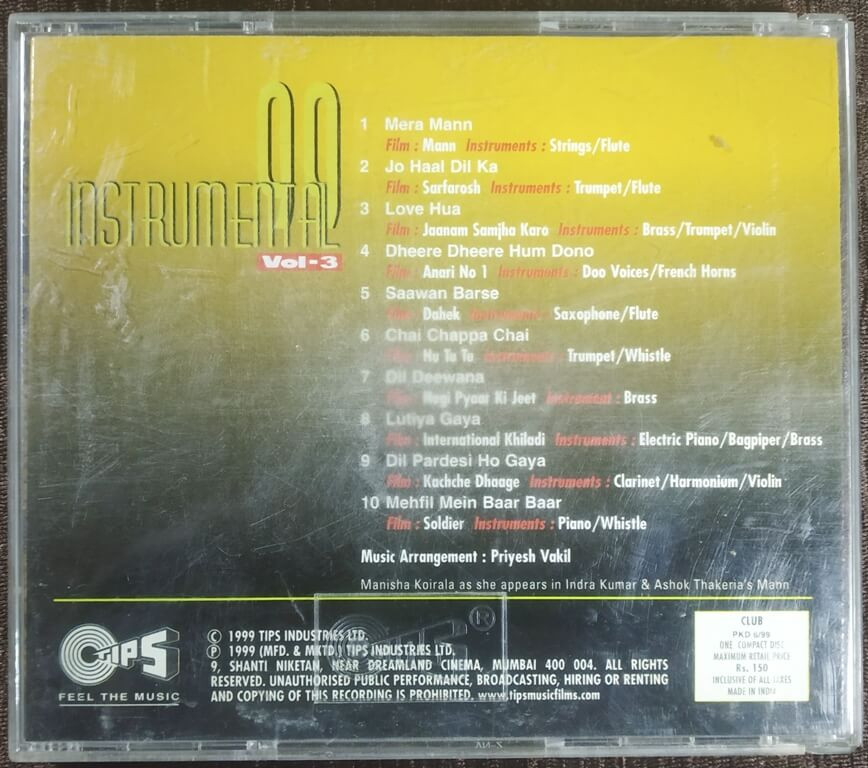 99
INSTRUMENTAL
Vol-3
1 Mera Mann
Film : Mann Instruments : Strings/Flute
2 Jo Haal Dil Ka
Film : Sarfarosh Instruments : Trumpet/Flute
3 Love Hua
Film : Jaanam Samjha Karo Instruments : Brass/Trumpet/Violin
4 Dheere Dheere Hum Dono
Film : Anari No 1 Instruments : Doo Voices/French Horns
5 Saawan Barse
Film : Dahek Instruments : Saxophone/Flute
6 Chai Chappa Chai
Film : Hu Tu Tu Instruments : Trumpet/Whistle
7 Dil Deewana
Film : Hogi Pyaar Ki Jeet Instrument : Brass
8 Lutiya Gaya
Film : International Khiladi Instruments : Electric Piano/Bagpiper/Brass
9 Dil Pardesi Ho Gaya
Film : Kachche Dhaage Instruments : Clarinet/Harmonium/Violin
10 Mehfil Mein Baar Baar
Film : Soldier Instruments : Piano/Whistle
Music Arrangement : Priyesh Vakil
Manisha Koirala as she appears in Indra Kumar & Ashok Thakeria's Mann
TIPS
FEEL THE MUSIC
© 1999 TIPS INDUSTRIES LTD.
℗ 1999 (MFD. & MKTD.) TIPS INDUSTRIES LTD,
9, SHANTI NIKETAN, NEAR DREAMLAND CINEMA, MUMBAI 400 004. ALL RIGHTS
RESERVED. UNAUTHORISED PUBLIC PERFORMANCE, BROADCASTING, HIRING OR RENTING
AND COPYING OF THIS RECORDING IS PROHIBITED. www.tipsmusicfilms.com
CLUB
PKD 6/99
ONE COMPACT DISC
MAXIMUM RETAIL PRICE
Rs. 150
INCLUSIVE OF ALL TAXES
MADE IN INDIA